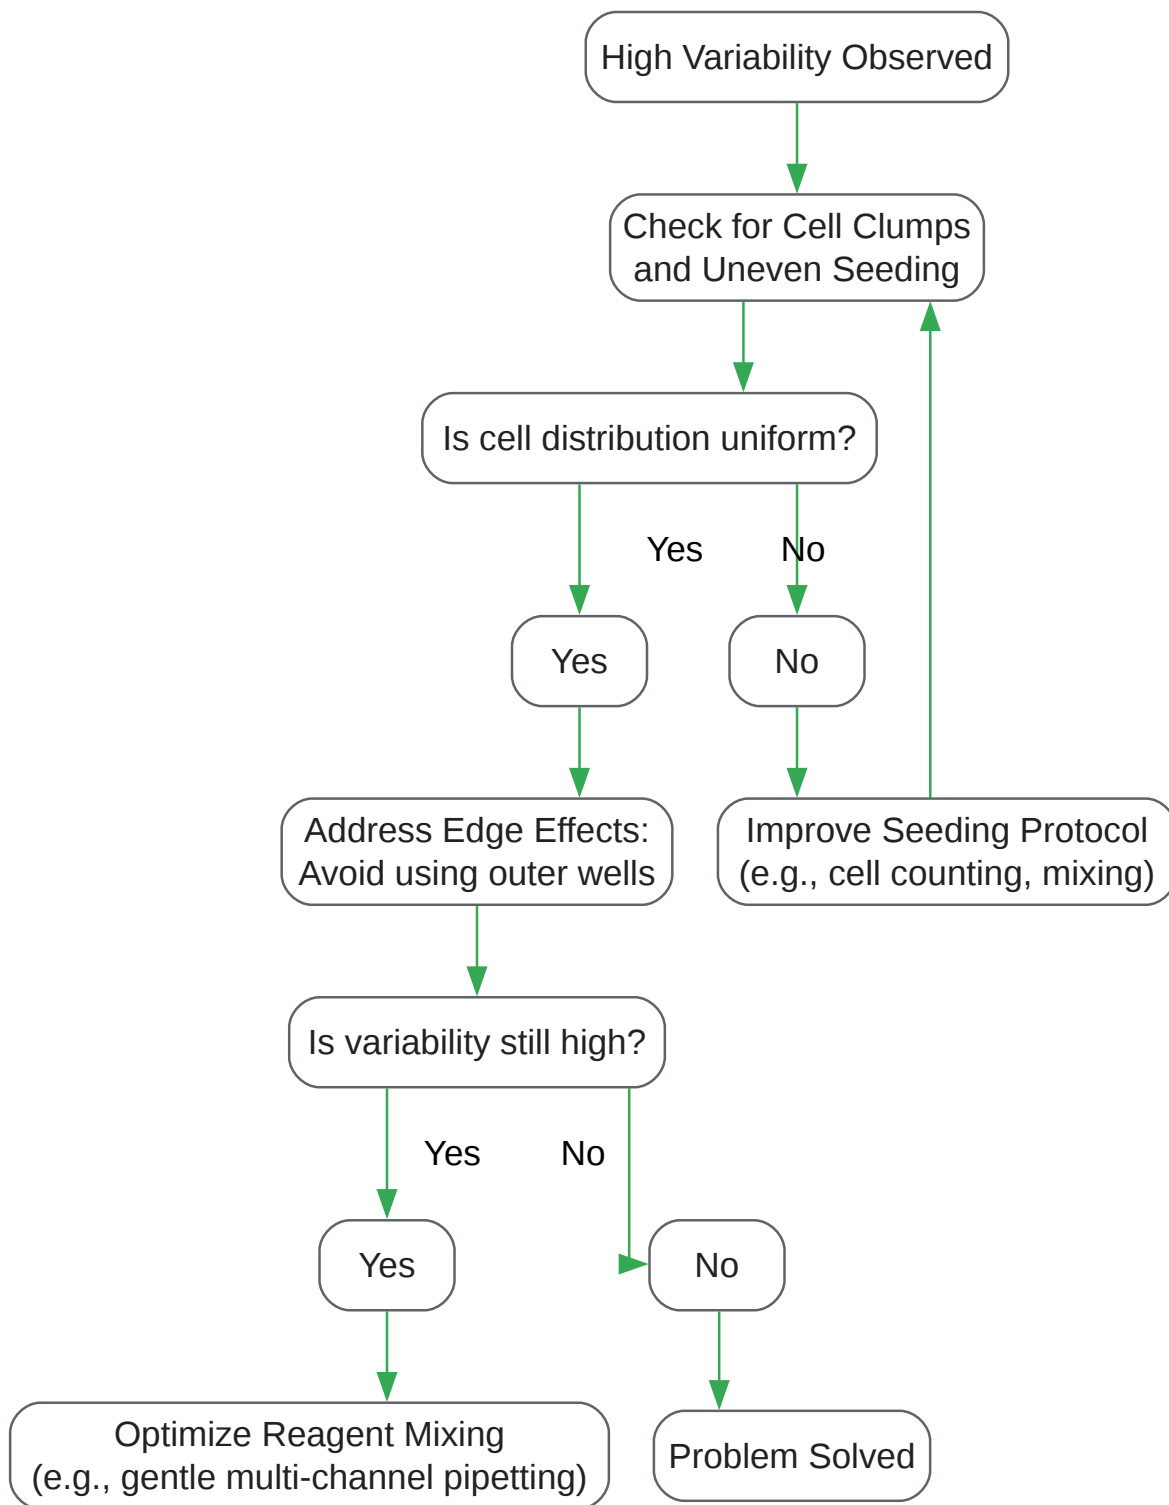 High Variability Observed
Check for Cell Clumps
and Uneven Seeding
Is cell distribution uniform?
Yes
No
Yes
No
Address Edge Effects:
Avoid using outer wells
Improve Seeding Protocol
(e.g., cell counting, mixing)
Is variability still high?
Yes
No
Yes
No
Optimize Reagent Mixing
(e.g., gentle multi-channel pipetting)
Problem Solved